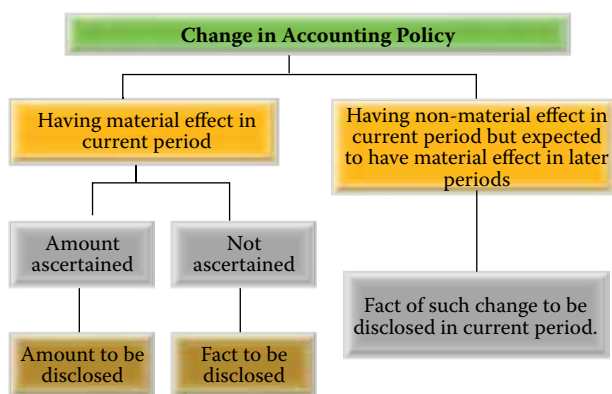 Change in Accounting Policy
Having material effect in
current period
Having non-material effect in
current period but expected
to have material effect in later
periods
Amount
ascertained
Not
ascertained
Fact of such change to be
disclosed in current period.
Amount to be
disclosed
Fact to be
disclosed